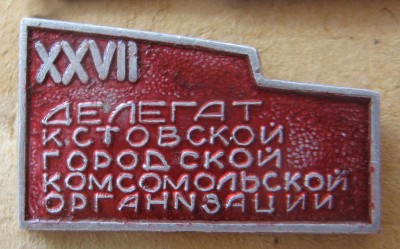 XXVII
ДЕЛЕГАТ
КСТОВСКОЙ
ГОРОДСКОЙ
КОМСОМОЛЬСКОЙ
ОРГАНИЗАЦИИ